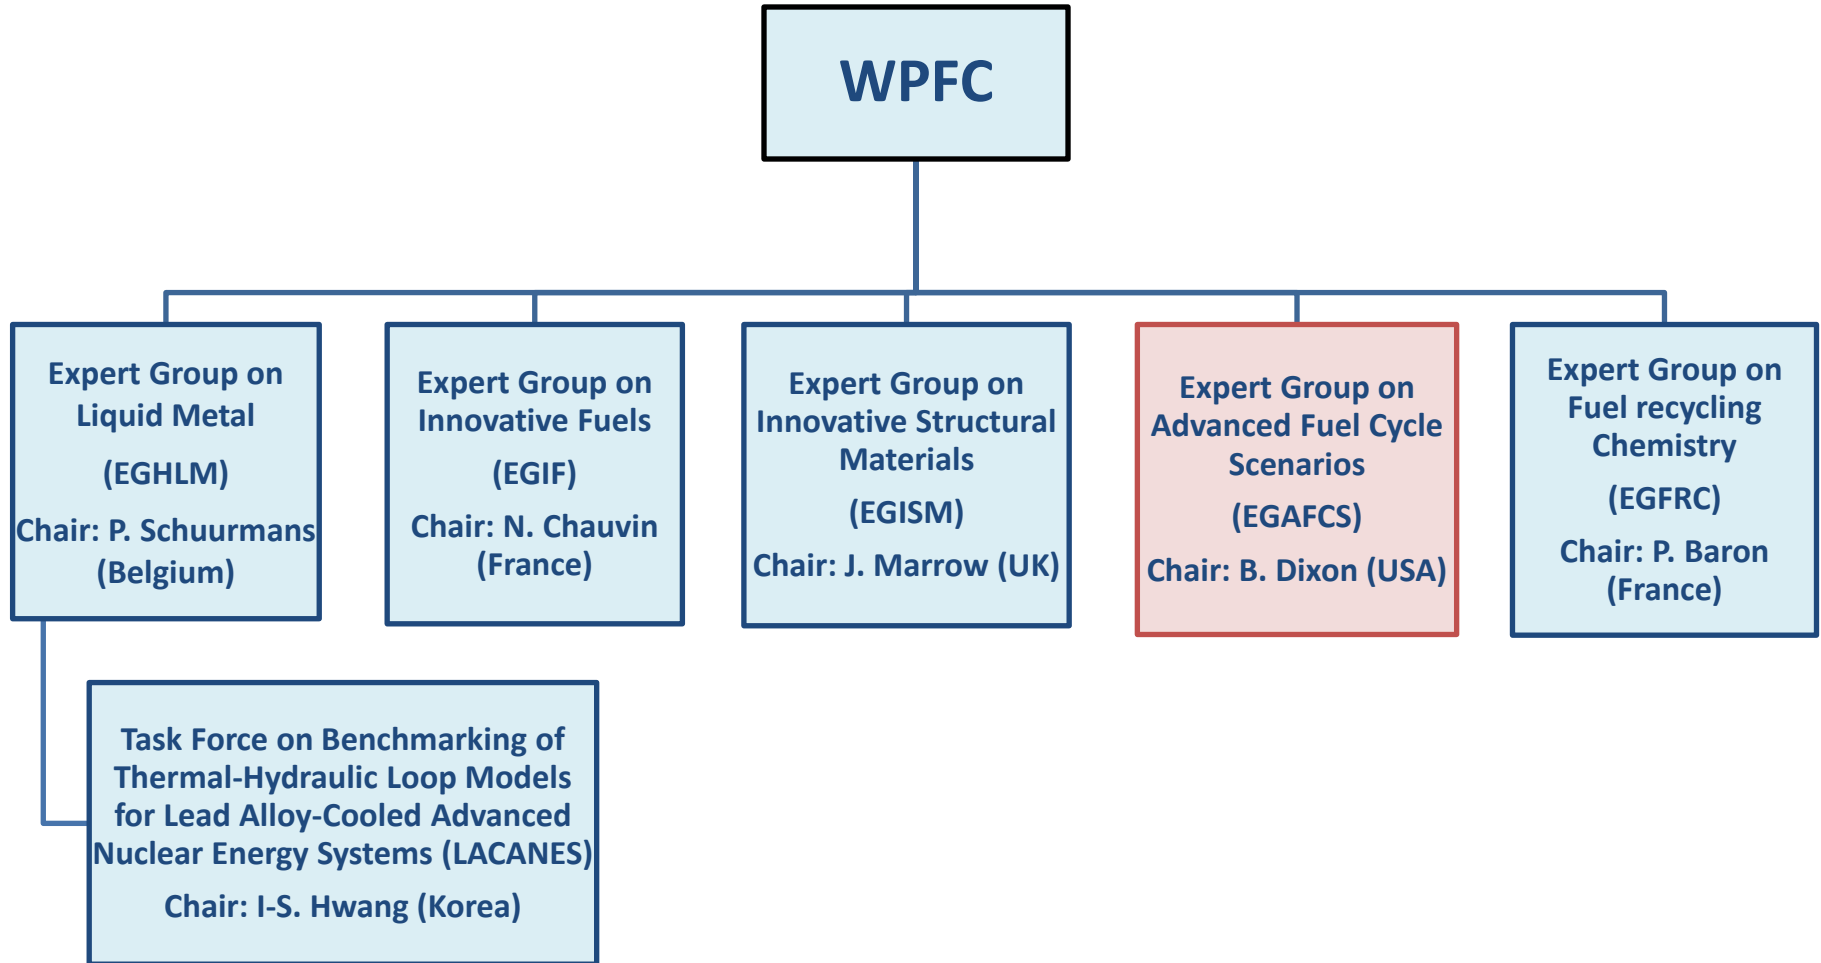 WPFC
Expert Group on
Liquid Metal
(EGHLM)
Chair: P. Schuurmans
(Belgium)
Expert Group on
Innovative Fuels
(EGIF)
Chair: N. Chauvin
(France)
Expert Group on
Innovative Structural
Materials
(EGISM)
Chair: J. Marrow (UK)
Expert Group on
Advanced Fuel Cycle
Scenarios
(EGAFCS)
Chair: B. Dixon (USA)
Expert Group on
Fuel recycling
Chemistry
(EGFRC)
Chair: P. Baron
(France)
Task Force on Benchmarking of
Thermal-Hydraulic Loop Models
for Lead Alloy-Cooled Advanced
Nuclear Energy Systems (LACANES)
Chair: I-S. Hwang (Korea)